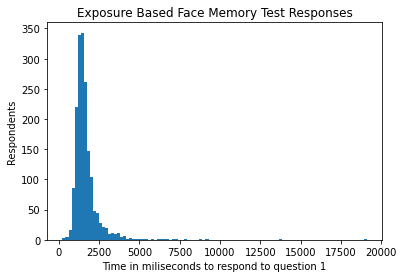 Exposure Based Face Memory Test Responses
Respondents
350
300
250
200
150
100
50
0
0 2500 5000 7500 10000 12500 15000 17500 20000
Time in miliseconds to respond to question 1